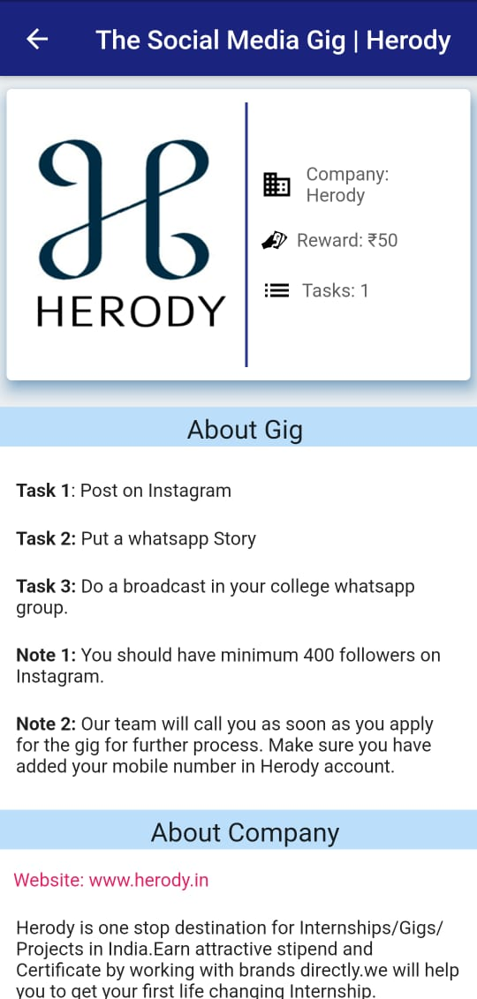 The Social Media Gig | Herody
HERODY
Company:
Herody
Reward: ₹50
Tasks: 1
About Gig
Task 1: Post on Instagram
Task 2: Put a whatsapp Story
Task 3: Do a broadcast in your college whatsapp
group.
Note 1: You should have minimum 400 followers on
Instagram.
Note 2: Our team will call you as soon as you apply
for the gig for further process. Make sure you have
added your mobile number in Herody account.
About Company
Website: www.herody.in
Herody is one stop destination for Internships/Gigs/
Projects in India.Earn attractive stipend and
Certificate by working with brands directly.we will help
you to get your first life changing Internship.